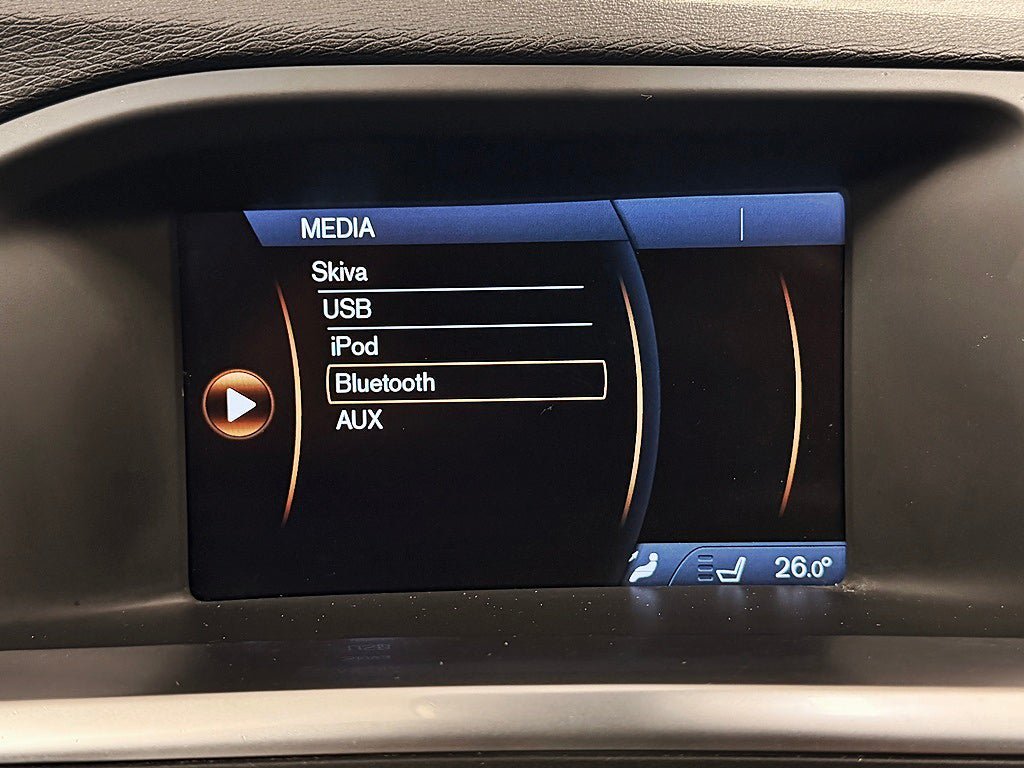 MEDIA
Skiva
USB
iPod
Bluetooth
AUX
26.0°